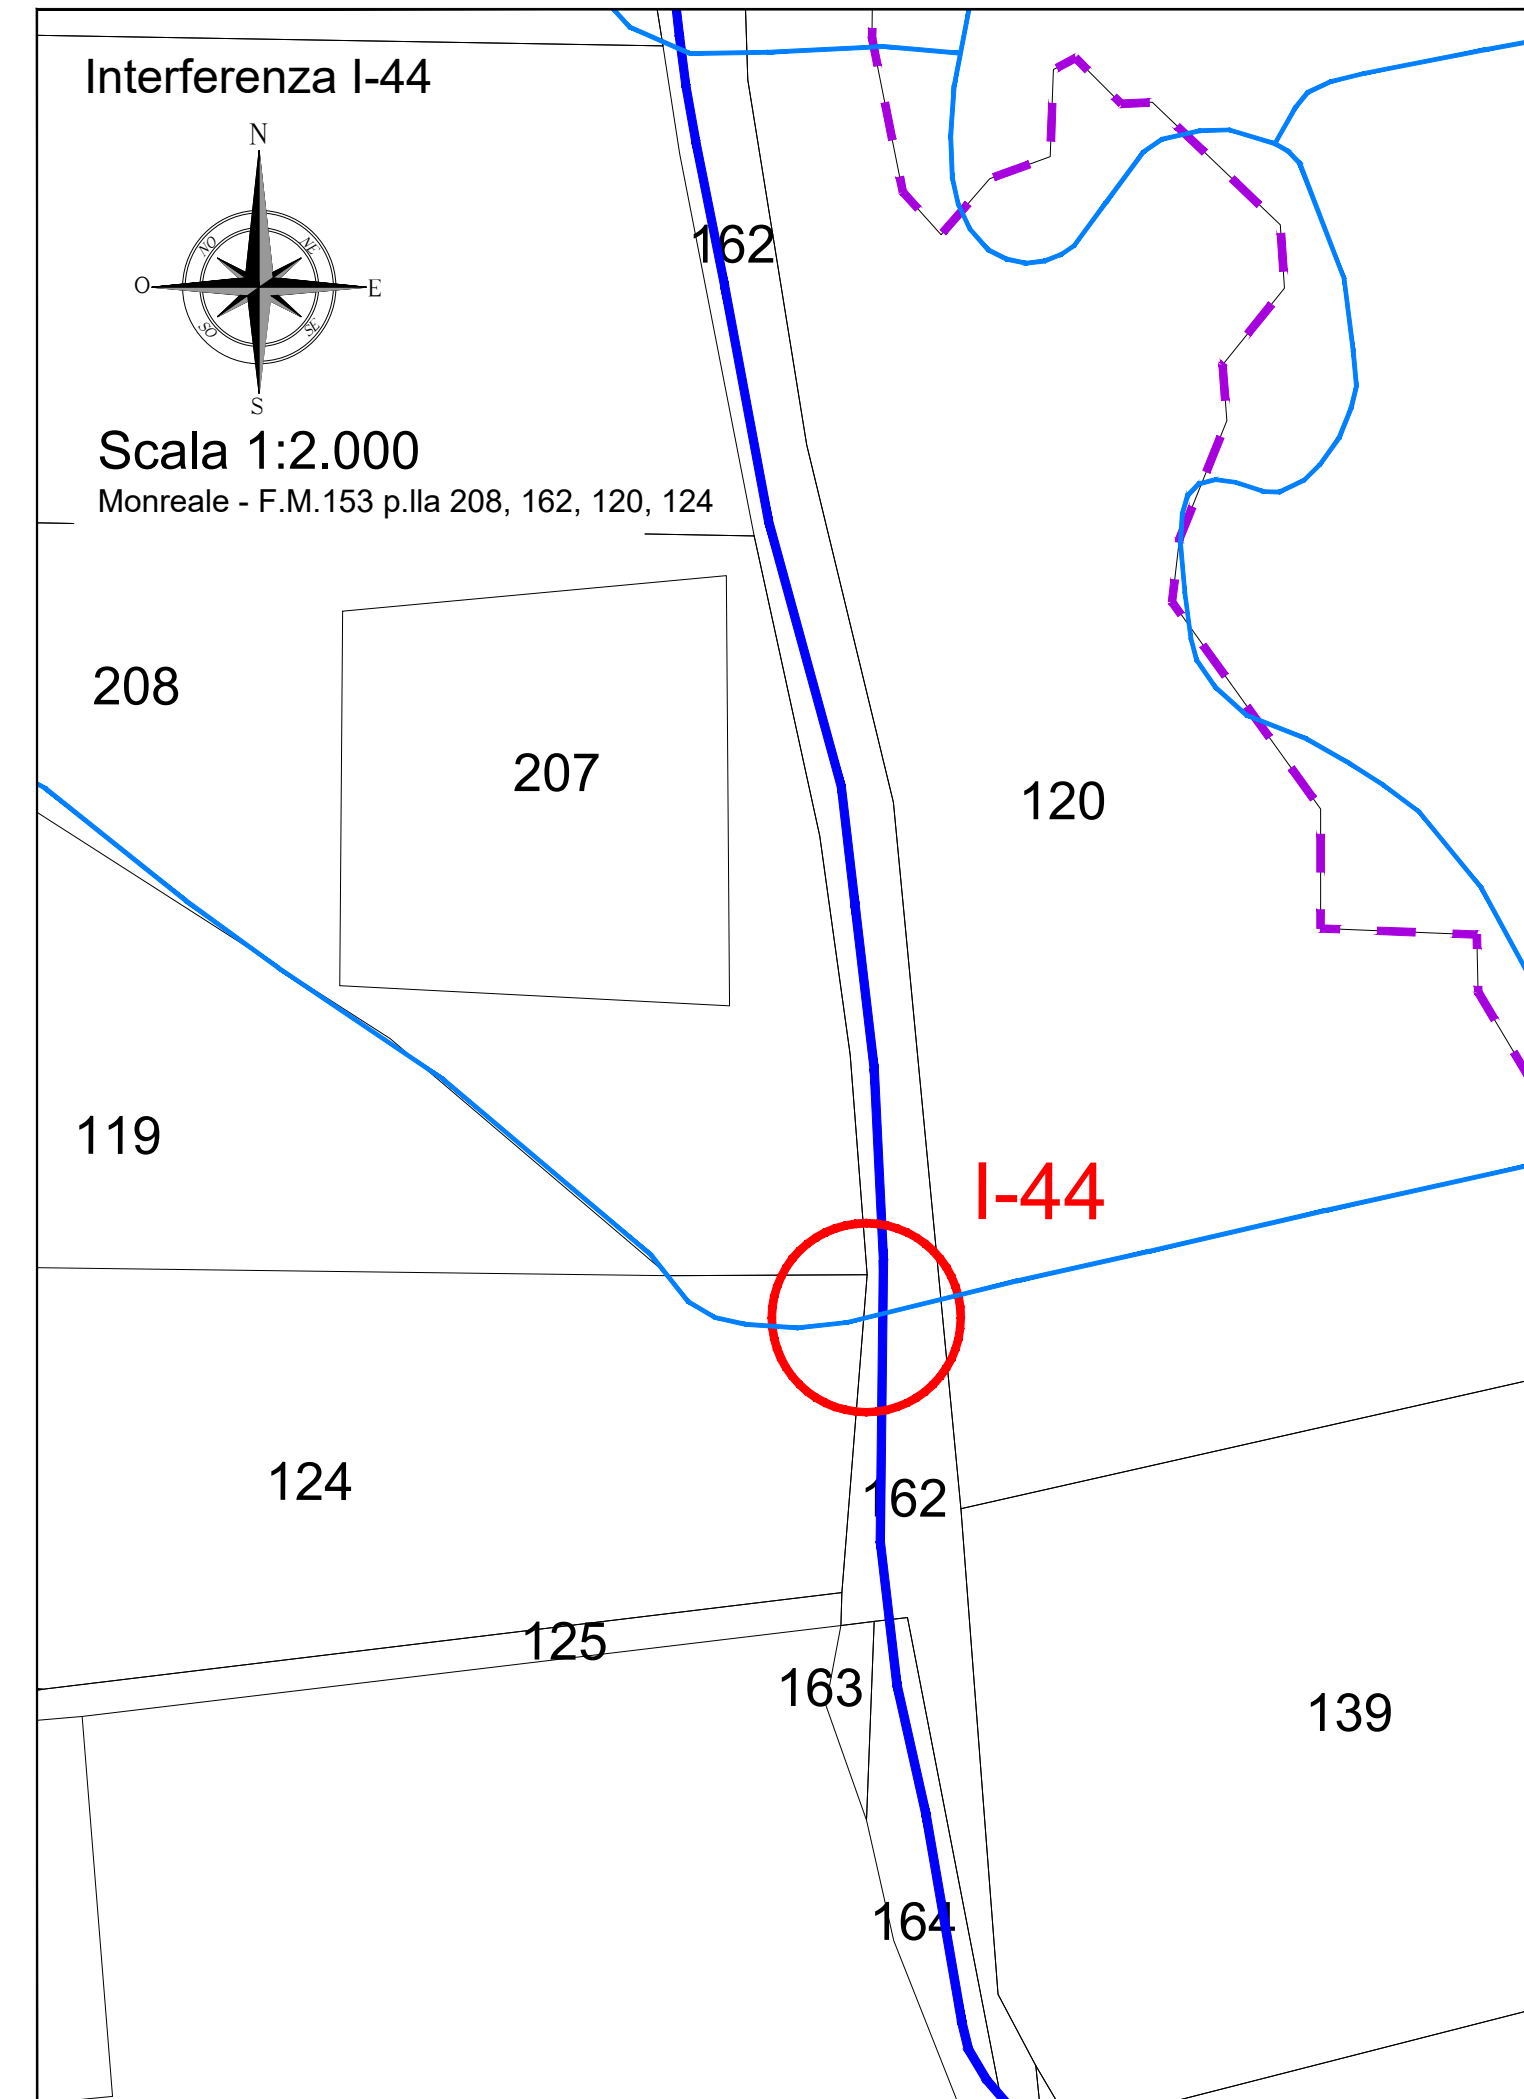 Interferenza I-44
N
NO
NE
O
E
SO
SE
S
162
Scala 1:2.000
Monreale - F.M.153 p.lla 208, 162, 120, 124
208
207
120
119
I-44
124
162
125
163
139
164